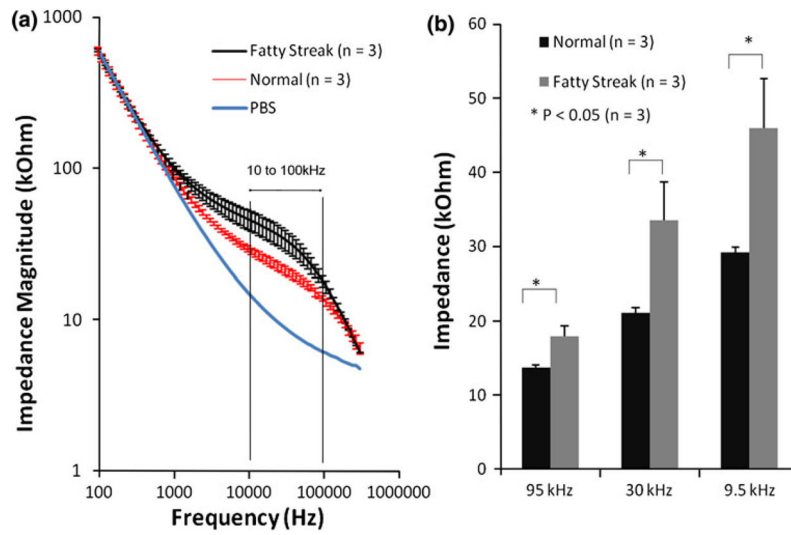 (a)
1000
100
10
1
Impedance Magnitude (kOhm)
Fatty Streak (n = 3)
Normal (n = 3)
PBS
10 to 100kHz
100 1000 10000 100000 1000000
Frequency (Hz)
(b)
60
50
40
30
20
10
0
Impedance (kOhm)
Normal (n = 3)
Fatty Streak (n = 3)
* P < 0.05 (n = 3)
*
*
*
95 kHz 30 kHz 9.5 kHz